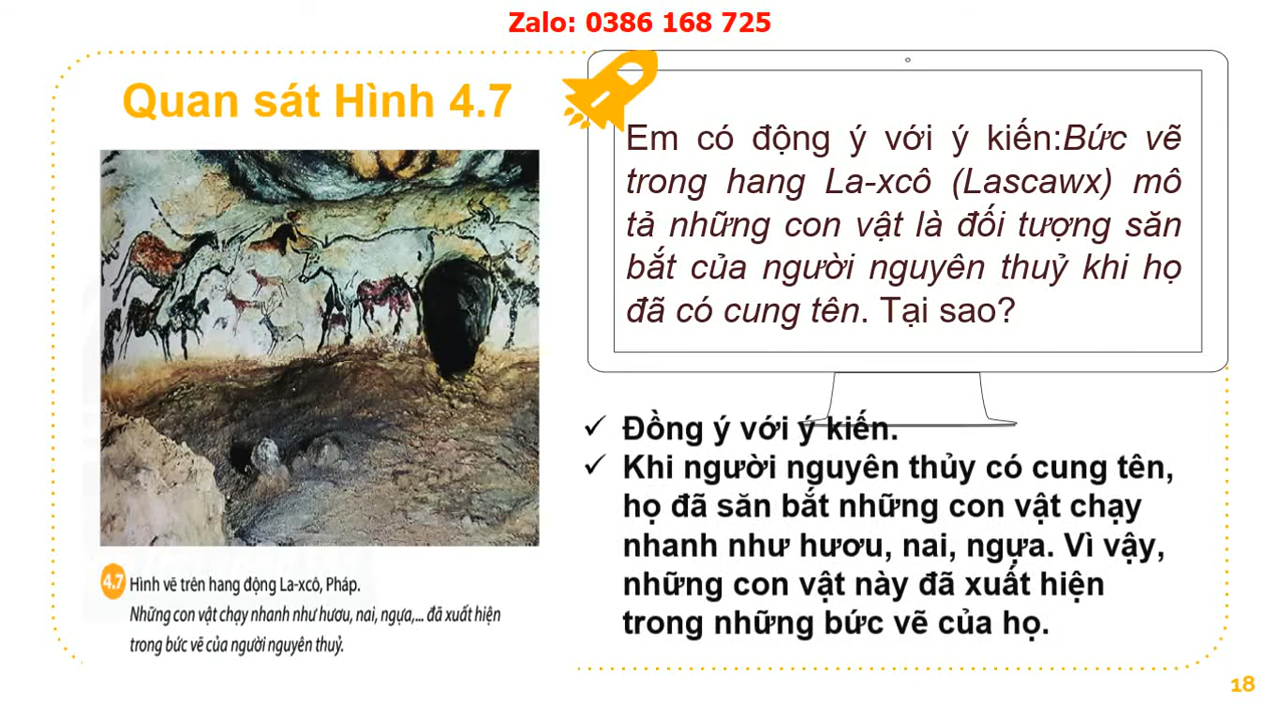 Zalo: 0386 168 725
Quan sát Hình 4.7
Em có động ý với ý kiến:Bức vẽ
trong hang La-xcô (Lascawx) mô
tả những con vật là đối tượng săn
bắt của người nguyên thuỷ khi họ
đã có cung tên. Tại sao?
✓ Đồng ý với ý kiến.
✓ Khi người nguyên thủy có cung tên,
họ đã săn bắt những con vật chạy
nhanh như hươu, nai, ngựa. Vì vậy,
những con vật này đã xuất hiện
trong những bức vẽ của họ.
4.7 Hình vẽ trên hang động La-xcô, Pháp.
Những con vật chạy nhanh như hươu, nai, ngựa,... đã xuất hiện
trong bức vẽ của người nguyên thuỷ.
18